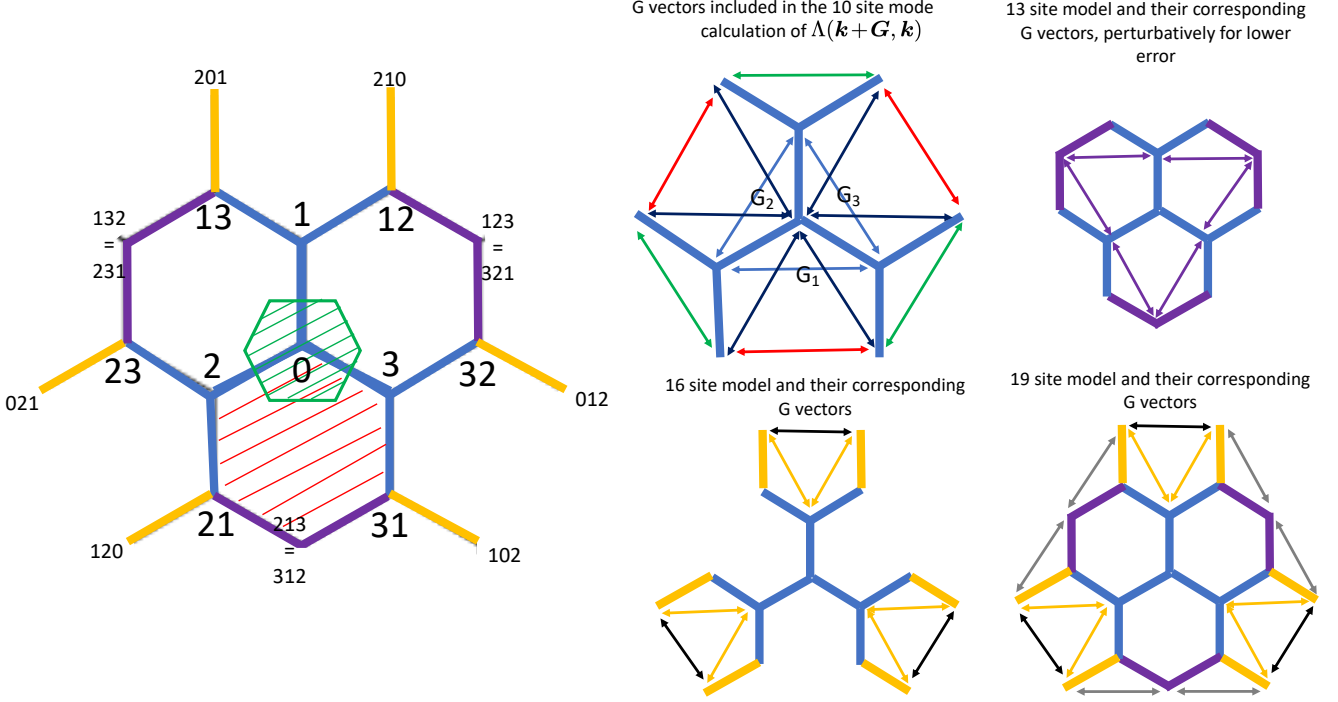 G vectors included in the 10 site mode
calculation of Λ(k+G, k)
13 site model and their corresponding
G vectors, perturbatively for lower
error
201
210
132
=
231
13
1
12
123
=
321
G₂
G₃
G₁
23
2
0
3
32
021
012
21
213
=
312
31
120
102
16 site model and their corresponding
G vectors
19 site model and their corresponding
G vectors